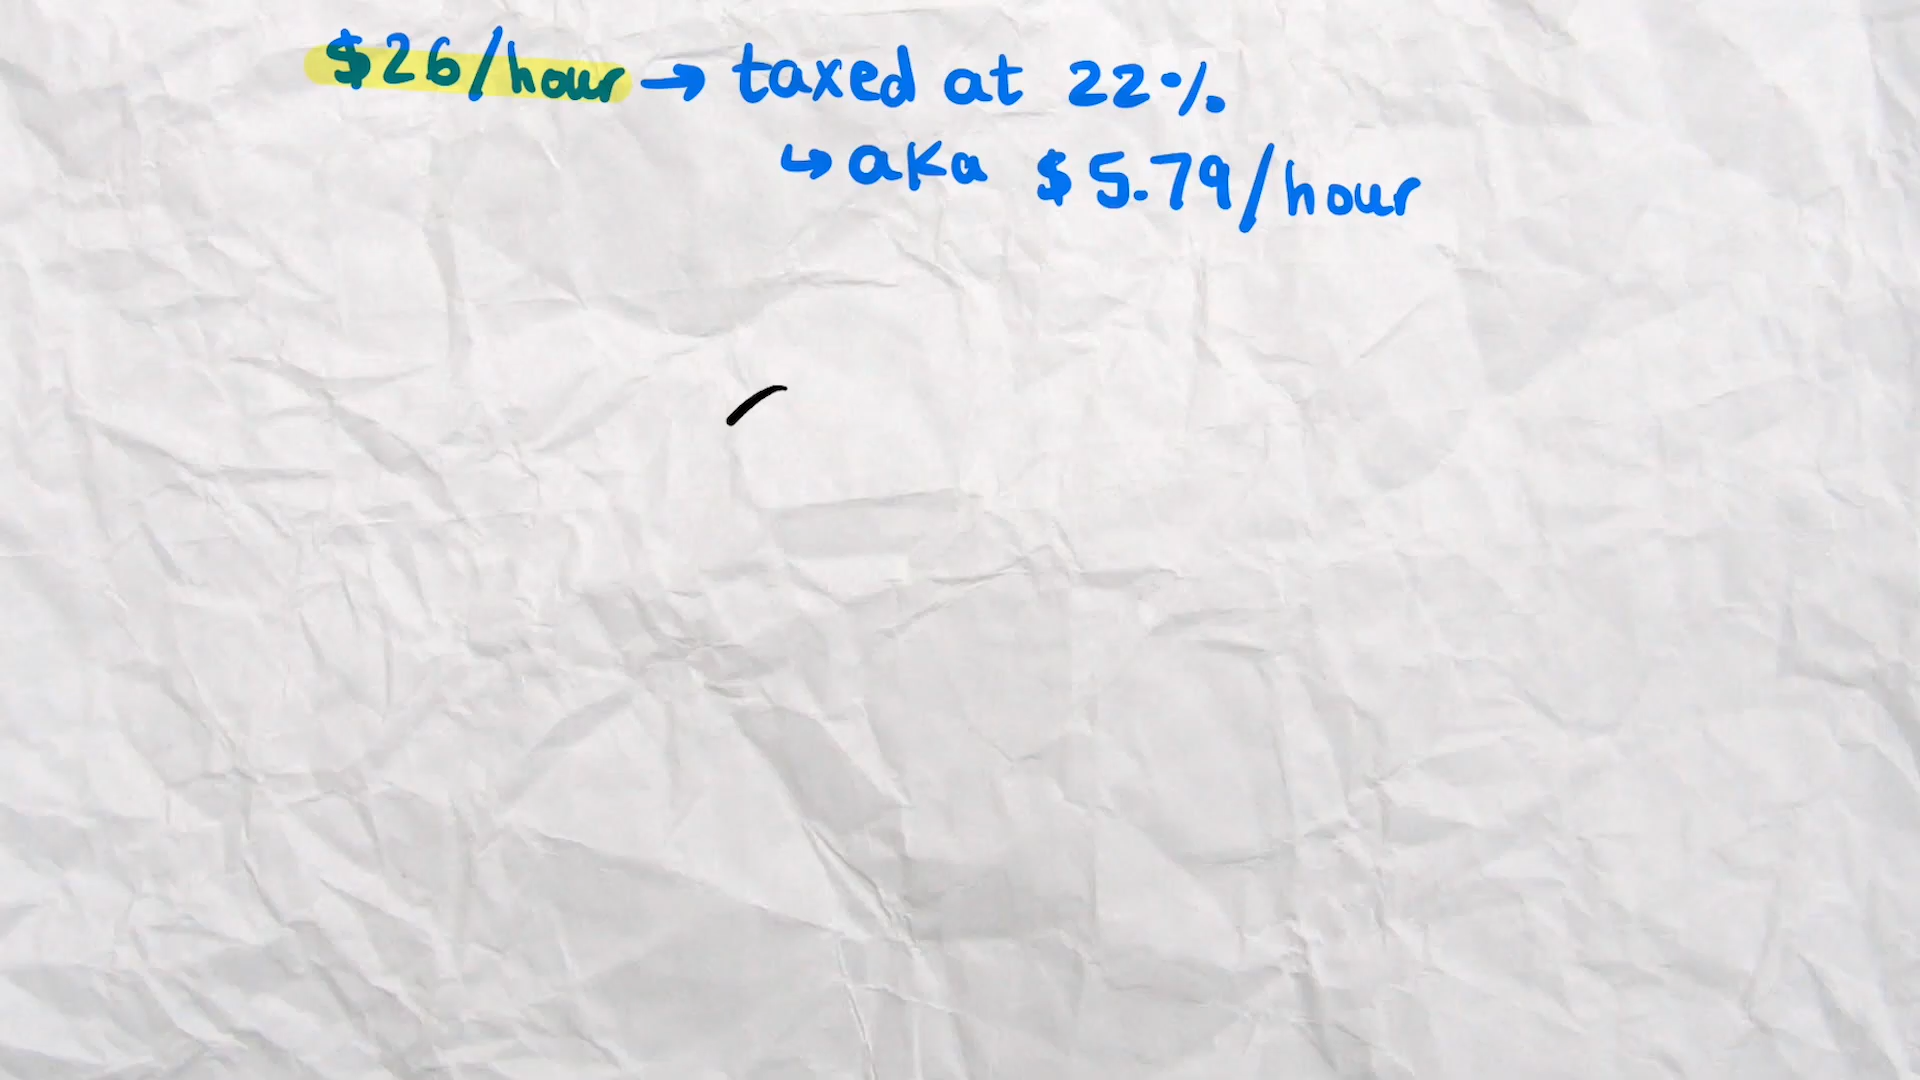 $26/hour → taxed at 22%
↳ aka $5.79/hour